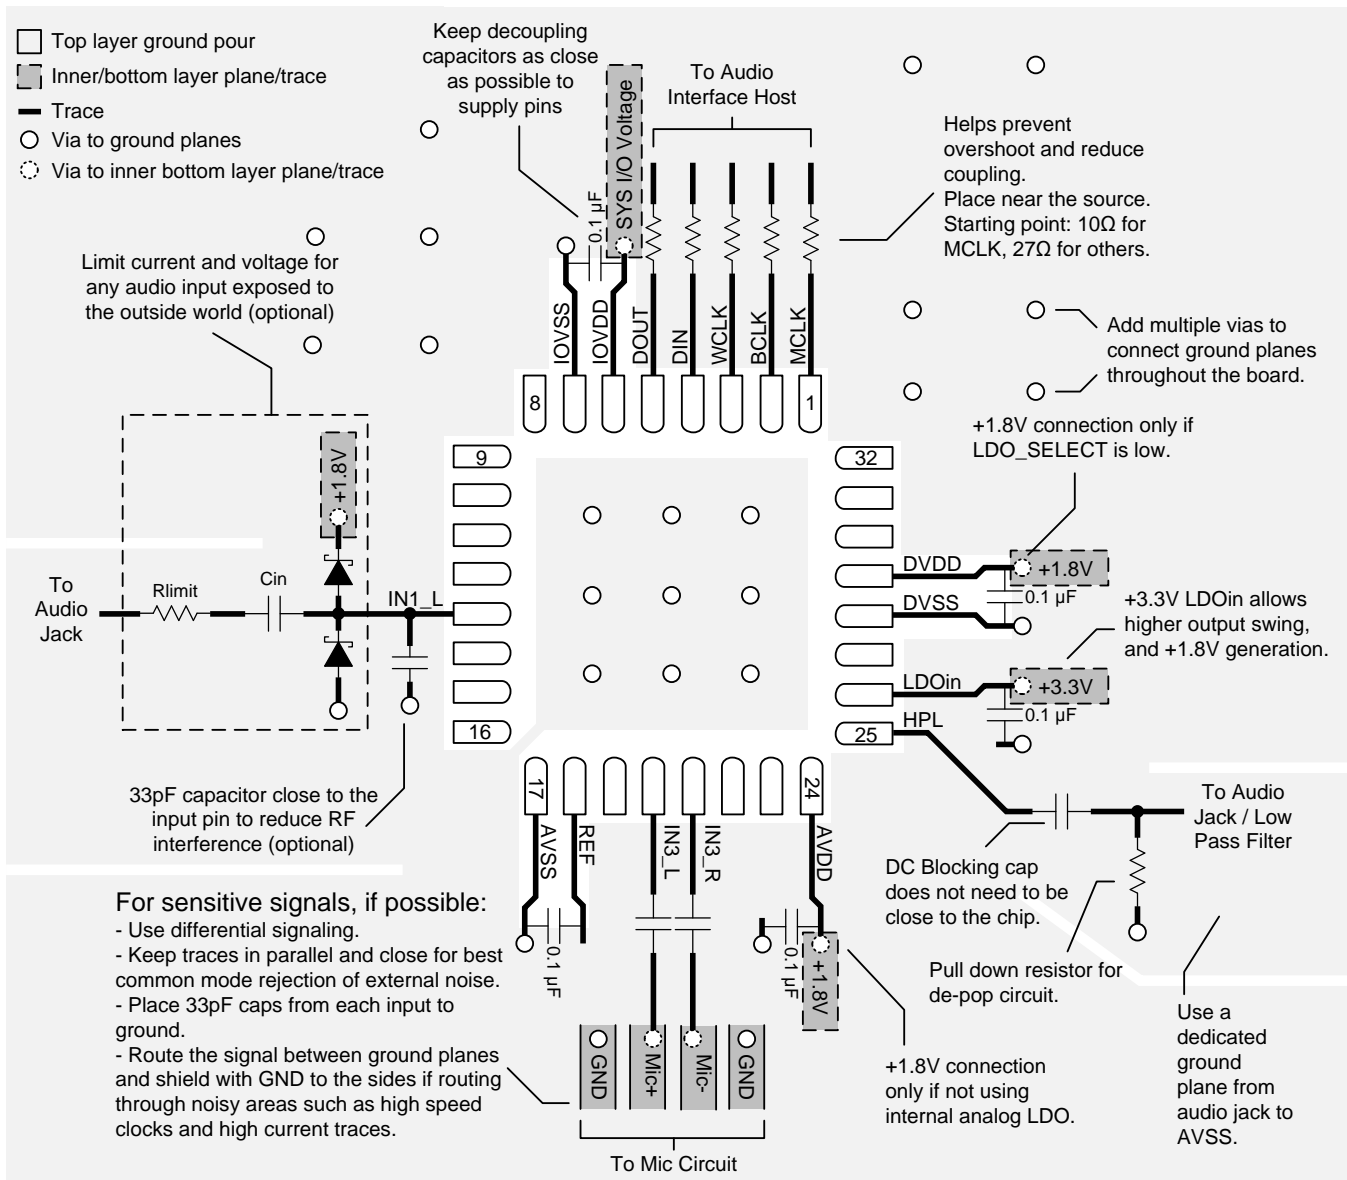 Top layer ground pour
Inner/bottom layer plane/trace
Trace
Via to ground planes
Via to inner bottom layer plane/trace
Keep decoupling
capacitors as close
as possible to
supply pins
SYS I/O Voltage
0.1 µF
To Audio
Interface Host
Helps prevent
overshoot and reduce
coupling.
Place near the source.
Starting point: 10Ω for
MCLK, 27Ω for others.
Limit current and voltage for
any audio input exposed to
the outside world (optional)
IOVSS
IOVDD
DOUT
DIN
WCLK
BCLK
MCLK
Add multiple vias to
connect ground planes
throughout the board.
8
1
+1.8V connection only if
LDO_SELECT is low.
9
32
+1.8V
DVDD
+1.8V
0.1 µF
DVSS
To
Audio
Jack
Rlimit
Cin
IN1_L
+3.3V LDOin allows
higher output swing,
and +1.8V generation.
LDOin
+3.3V
0.1 µF
HPL
16
25
17
24
33pF capacitor close to the
input pin to reduce RF
interference (optional)
AVSS
REF
IN3_L
IN3_R
AVDD
To Audio
Jack / Low
Pass Filter
DC Blocking cap
does not need to be
close to the chip.
For sensitive signals, if possible:
- Use differential signaling.
- Keep traces in parallel and close for best
common mode rejection of external noise.
- Place 33pF caps from each input to
ground.
- Route the signal between ground planes
and shield with GND to the sides if routing
through noisy areas such as high speed
clocks and high current traces.
0.1 µF
0.1 µF
+1.8V
Pull down resistor for
de-pop circuit.
Use a
dedicated
ground
plane from
audio jack to
AVSS.
GND
Mic+
Mic-
GND
+1.8V connection
only if not using
internal analog LDO.
To Mic Circuit